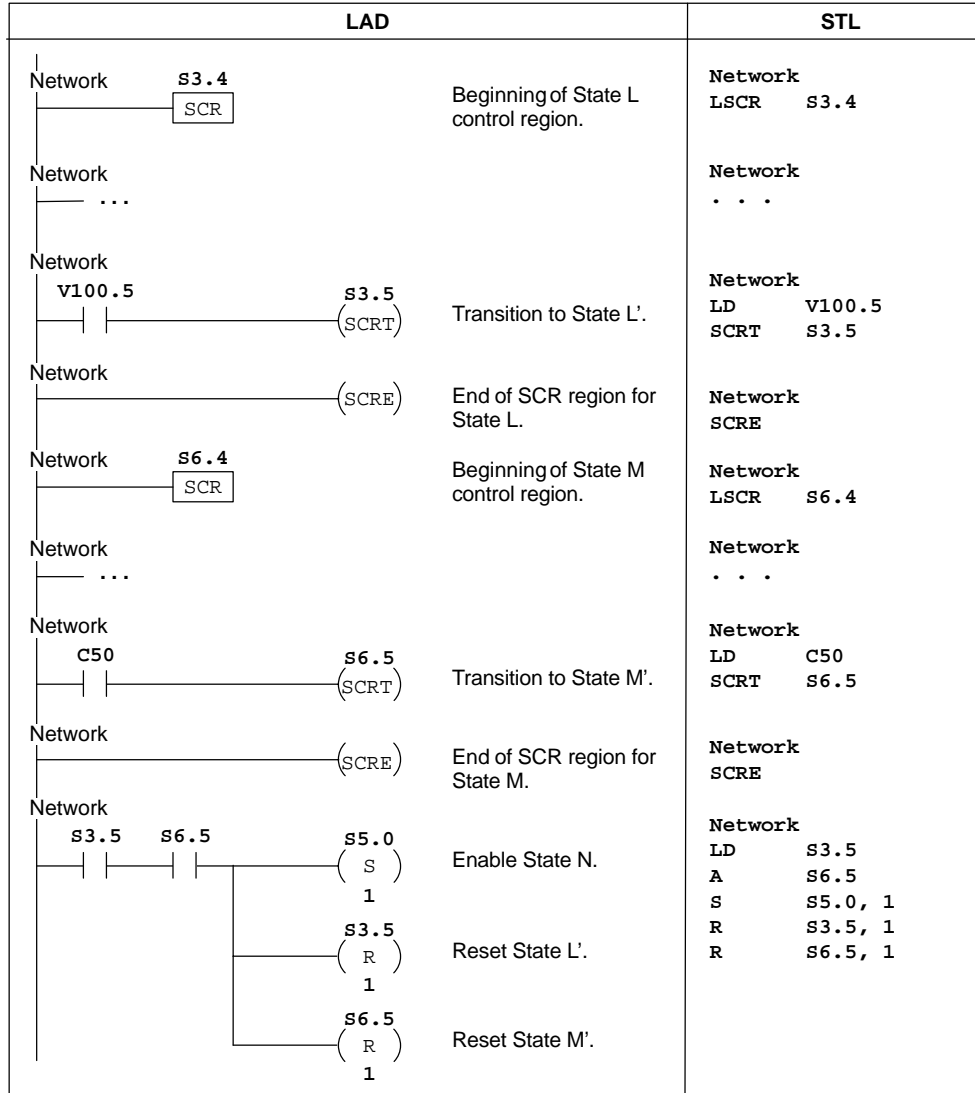 LAD
STL
Network
S3.4
SCR
Beginning of State L
control region.
Network
LSCR S3.4
Network
...
Network
. . .
Network
V100.5
S3.5
SCRT
Transition to State L'.
Network
LD V100.5
SCRT S3.5
Network
SCRE
End of SCR region for
State L.
Network
SCRE
Network
S6.4
SCR
Beginning of State M
control region.
Network
LSCR S6.4
Network
...
Network
. . .
Network
C50
S6.5
SCRT
Transition to State M'.
Network
LD C50
SCRT S6.5
Network
SCRE
End of SCR region for
State M.
Network
SCRE
Network
S3.5 S6.5
S5.0
S
1
Enable State N.
S3.5
R
1
Reset State L'.
S6.5
R
1
Reset State M'.
Network
LD S3.5
A S6.5
S S5.0, 1
R S3.5, 1
R S6.5, 1